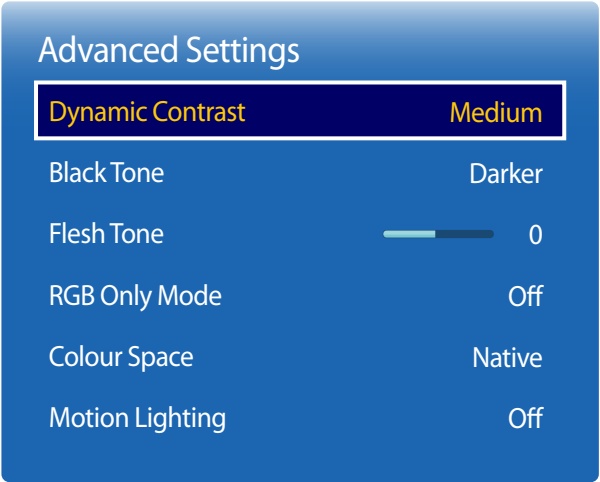 Advanced Settings
Dynamic Contrast Medium
Black Tone Darker
Flesh Tone 0
RGB Only Mode Off
Colour Space Native
Motion Lighting Off